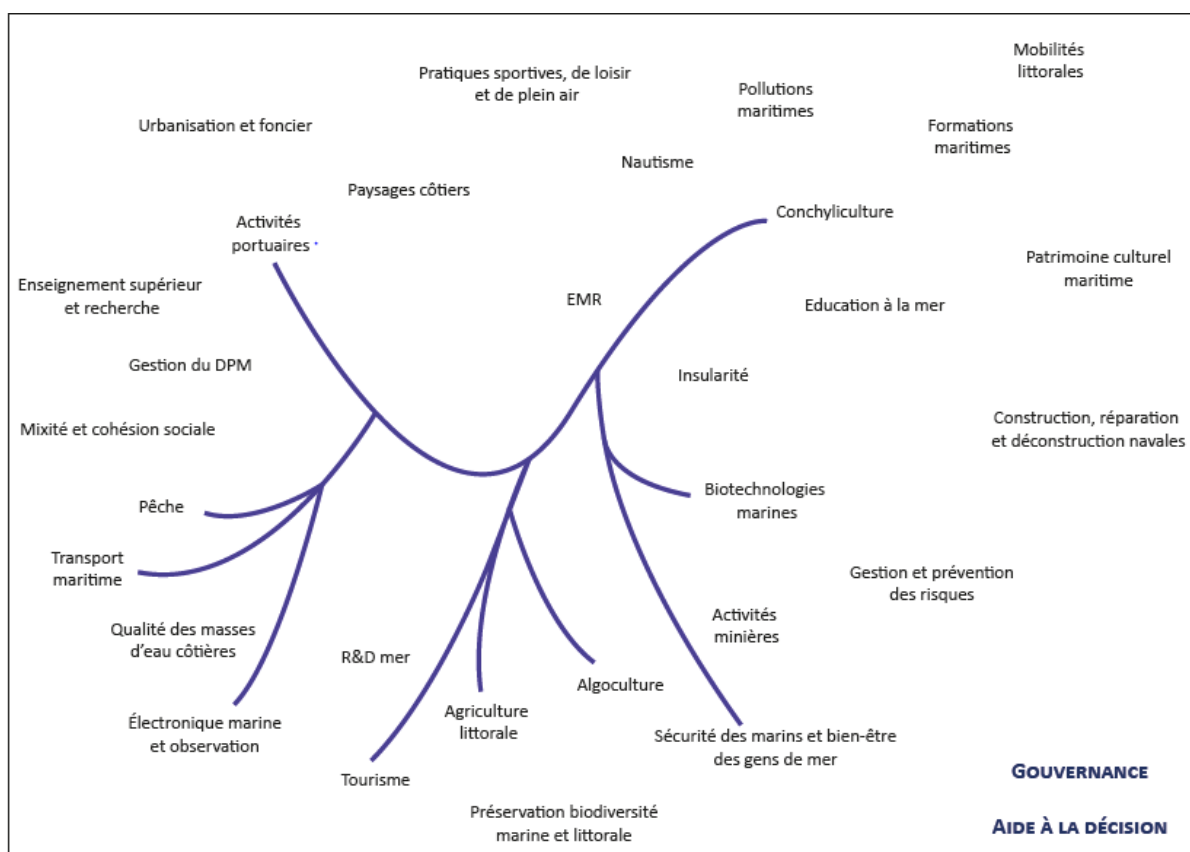 Mobilités
littorales
Pratiques sportives, de loisir
et de plein air
Pollutions
maritimes
Urbanisation et foncier
Formations
maritimes
Nautisme
Paysages côtiers
Conchyliculture
Activités
portuaires
Patrimoine culturel
maritime
Enseignement supérieur
et recherche
EMR
Education à la mer
Gestion du DPM
Insularité
Mixité et cohésion sociale
Construction, réparation
et déconstruction navales
Pêche
Biotechnologies
marines
Transport
maritime
Gestion et prévention
des risques
Activités
minières
Qualité des masses
d'eau côtières
R&D mer
Algoculture
Agriculture
littorale
Électronique marine
et observation
Sécurité des marins et bien-être
des gens de mer
Tourisme
GOUVERNANCE
Préservation biodiversité
marine et littorale
AIDE À LA DÉCISION